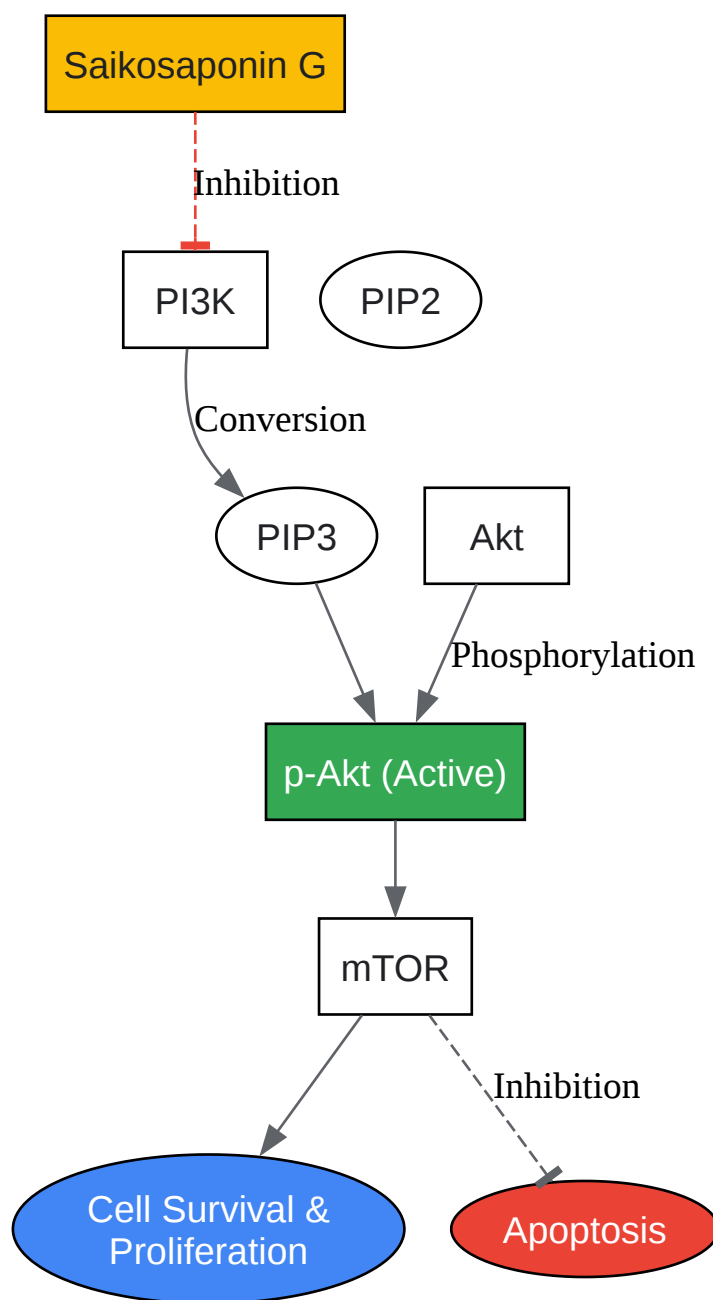 Saikosaponin G
Inhibition
PI3K
PIP2
Conversion
PIP3
Akt
Phosphorylation
p-Akt (Active)
mTOR
Inhibition
Cell Survival &
Proliferation
Apoptosis